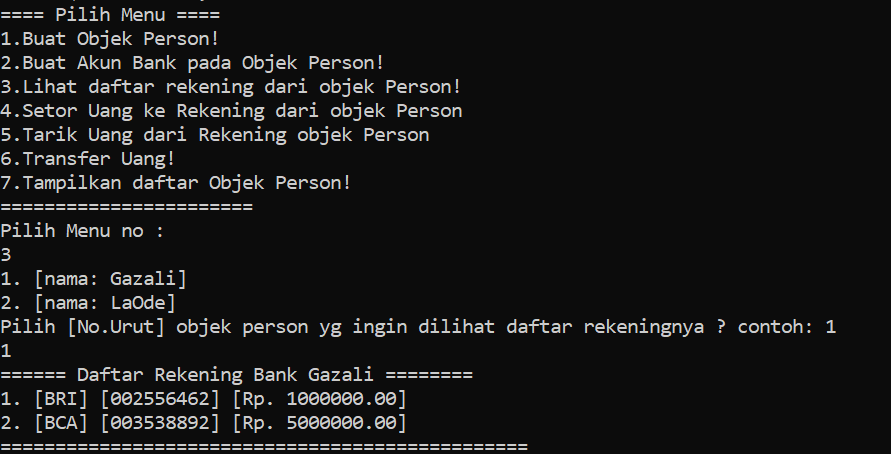 ==== Pilih Menu ====
1.Buat Objek Person!
2.Buat Akun Bank pada Objek Person!
3.Lihat daftar rekening dari objek Person!
4.Setor Uang ke Rekening dari objek Person
5.Tarik Uang dari Rekening objek Person
6.Transfer Uang!
7.Tampilkan daftar Objek Person!
=======================
Pilih Menu no :
3
1. [nama: Gazali]
2. [nama: LaOde]
Pilih [No.Urut] objek person yg ingin dilihat daftar rekeningnya ? contoh: 1
1
====== Daftar Rekening Bank Gazali ========
1. [BRI] [002556462] [Rp. 1000000.00]
2. [BCA] [003538892] [Rp. 5000000.00]
================================================